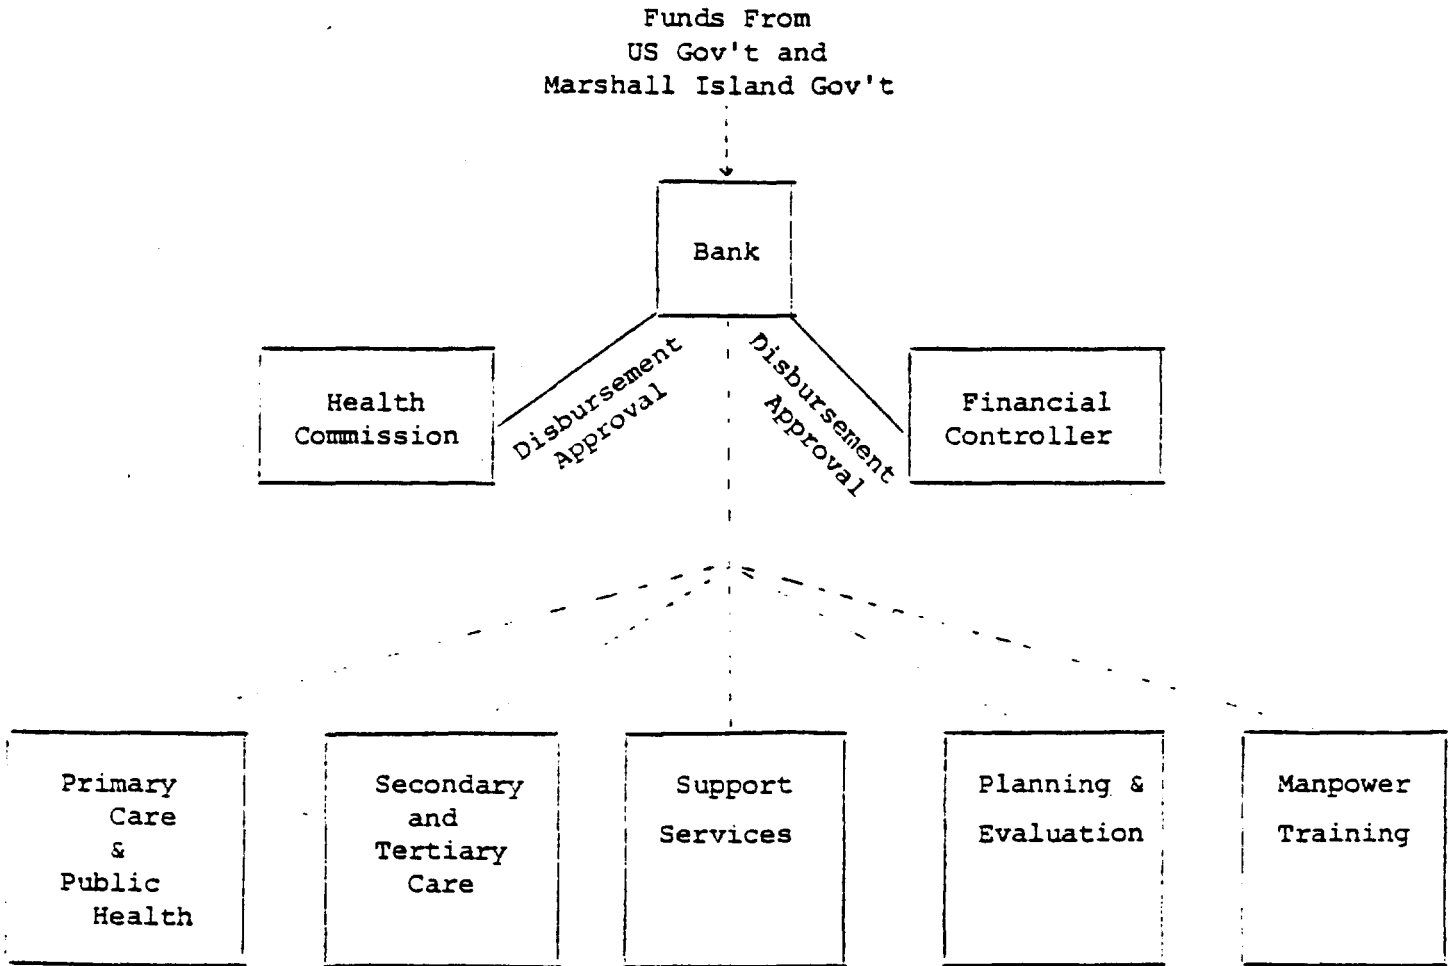 Funds From
US Gov't and
Marshall Island Gov't
Bank
Health
Commission
Disbursement
Approval
Disbursement
Approval
Financial
Controller
Primary
Care
&
Public
Health
Secondary
and
Tertiary
Care
Support
Services
Planning &
Evaluation
Manpower
Training